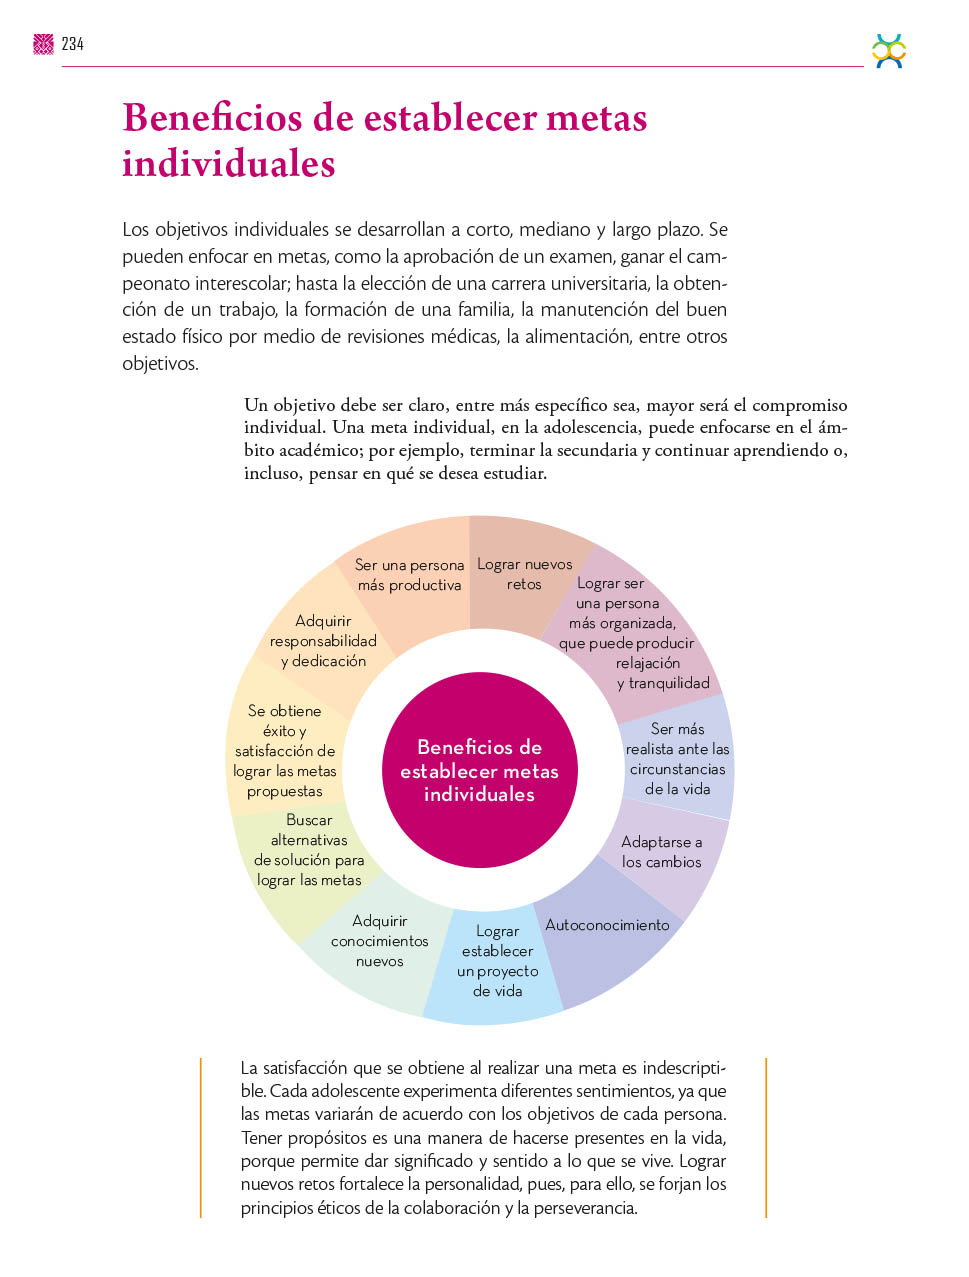 234
Beneficios de establecer metas
individuales
Los objetivos individuales se desarrollan a corto, mediano y largo plazo. Se
pueden enfocar en metas, como la aprobación de un examen, ganar el cam-
peonato interescolar; hasta la elección de una carrera universitaria, la obten-
ción de un trabajo, la formación de una familia, la manutención del buen
estado físico por medio de revisiones médicas, la alimentación, entre otros
objetivos.
Un objetivo debe ser claro, entre más específico sea, mayor será el compromiso
individual. Una meta individual, en la adolescencia, puede enfocarse en el ám-
bito académico; por ejemplo, terminar la secundaria y continuar aprendiendo o,
incluso, pensar en qué se desea estudiar.
Beneficios de
establecer metas
individuales
Lograr nuevos
retos
Lograr ser
una persona
más organizada,
que puede producir
relajación
y tranquilidad
Ser más
realista ante las
circunstancias
de la vida
Adaptarse a
los cambios
Autoconocimiento
Lograr
establecer
un proyecto
de vida
Adquirir
conocimientos
nuevos
Buscar
alternativas
de solución para
lograr las metas
Se obtiene
éxito y
satisfacción de
lograr las metas
propuestas
Adquirir
responsabilidad
y dedicación
Ser una persona
más productiva
La satisfacción que se obtiene al realizar una meta es indescripti-
ble. Cada adolescente experimenta diferentes sentimientos, ya que
las metas variarán de acuerdo con los objetivos de cada persona.
Tener propósitos es una manera de hacerse presentes en la vida,
porque permite dar significado y sentido a lo que se vive. Lograr
nuevos retos fortalece la personalidad, pues, para ello, se forjan los
principios éticos de la colaboración y la perseverancia.